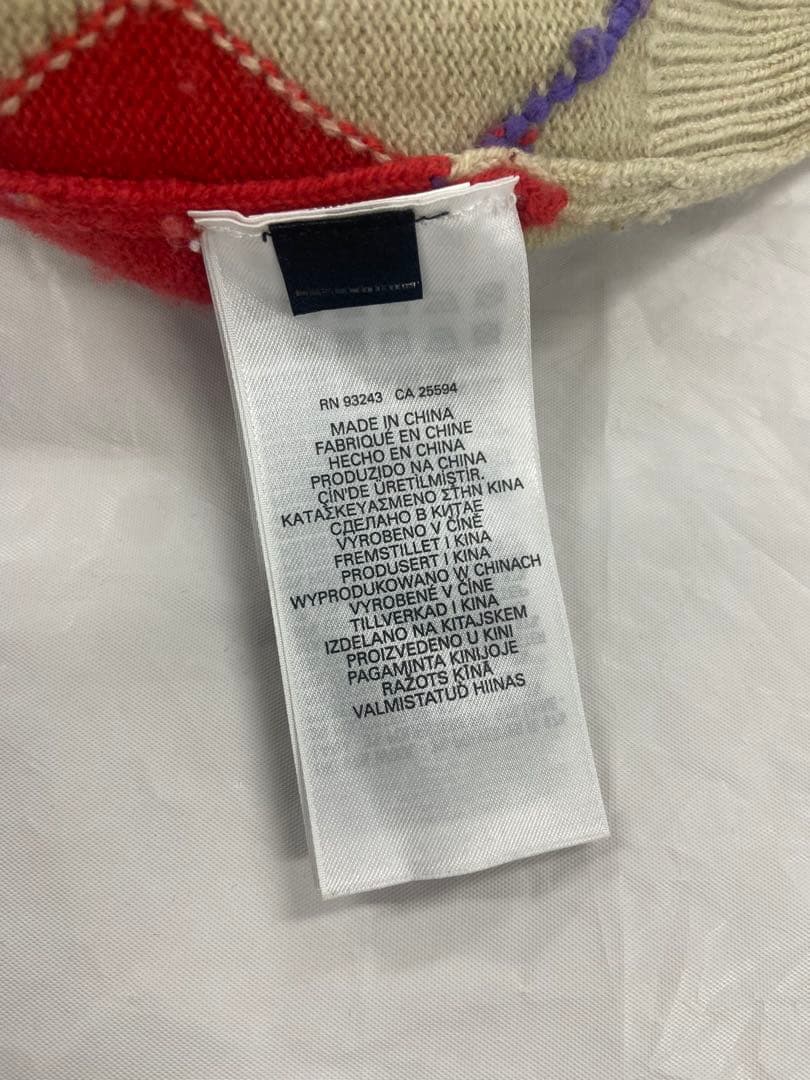 RN 93243 CA 25594
MADE IN CHINA
FABRIQUÉ EN CHINE
HECHO EN CHINA
PRODUZIDO NA CHINA
ÇİN'DE ÜRETİLMİŞTİR.
ΚΑΤΑΣΚΕΥΑΣΜΕΝΟ ΣΤΗΝ ΚΙΝΑ
СДЕЛАНО В КИТАЕ
VYROBENO V ČÍNĚ
FREMSTILLET I KINA
PRODUSERT I KINA
WYPRODUKOWANO W CHINACH
VYROBENÉ V ČÍNE
TILLVERKAD I KINA
IZDELANO NA KITAJSKEM
PROIZVEDENO U KINI
PAGAMINTA KINIJOJE
RAŽOTS ĶĪNĀ
VALMISTATUD HIINAS